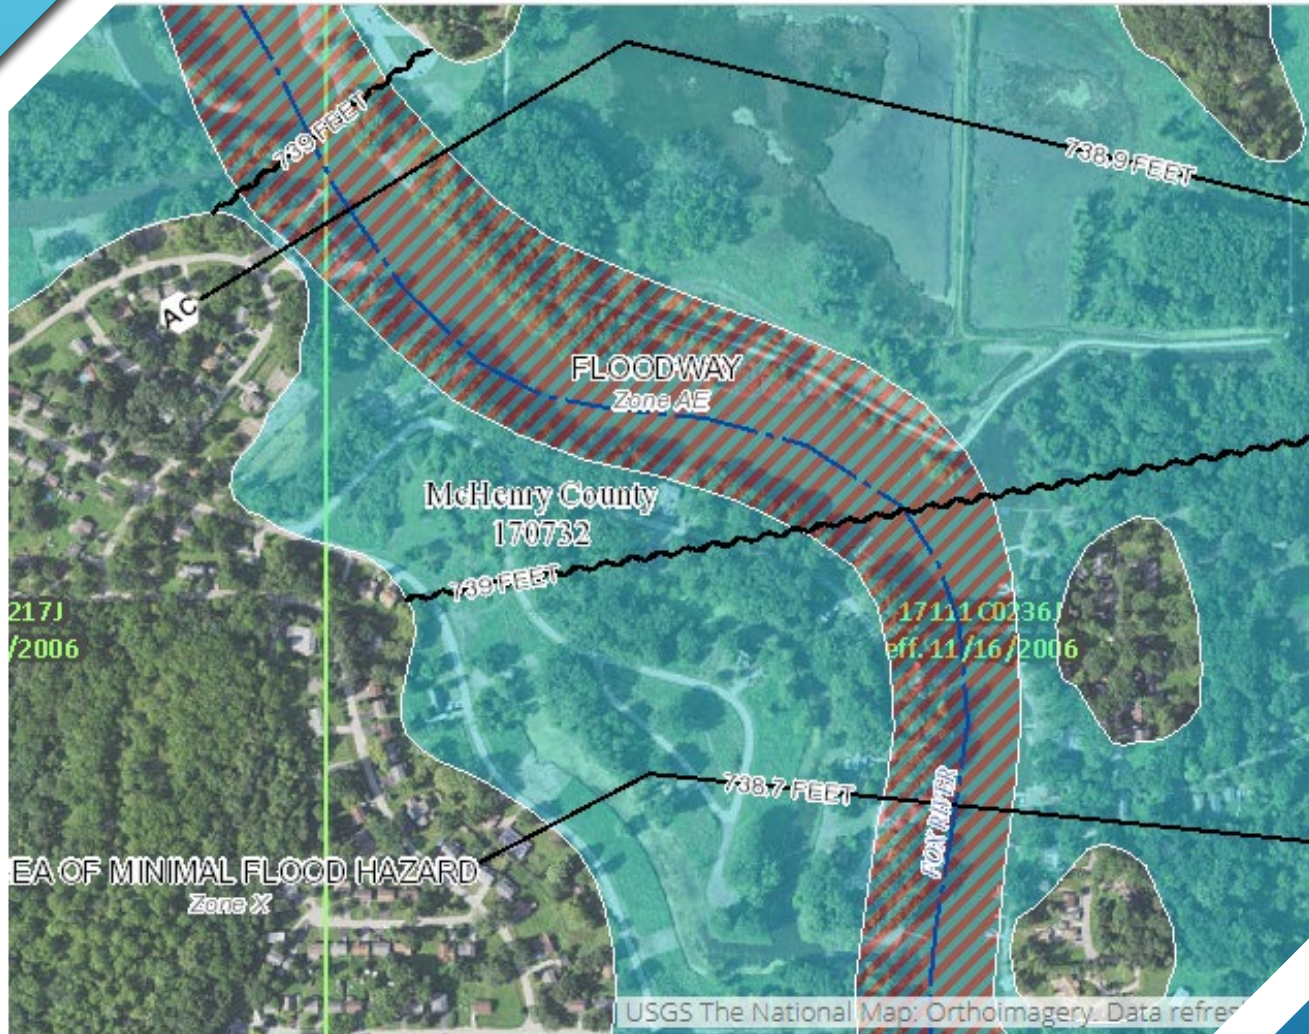 739 FEET
738.9 FEET
AC
FLOODWAY
Zone AE
McHenry County
170732
739 FEET
217J
/2006
17111C0236J
eff. 11/16/2006
738.7 FEET
FOX RIVER
EA OF MINIMAL FLOOD HAZARD
Zone X
USGS The National Map: Orthoimagery. Data refres